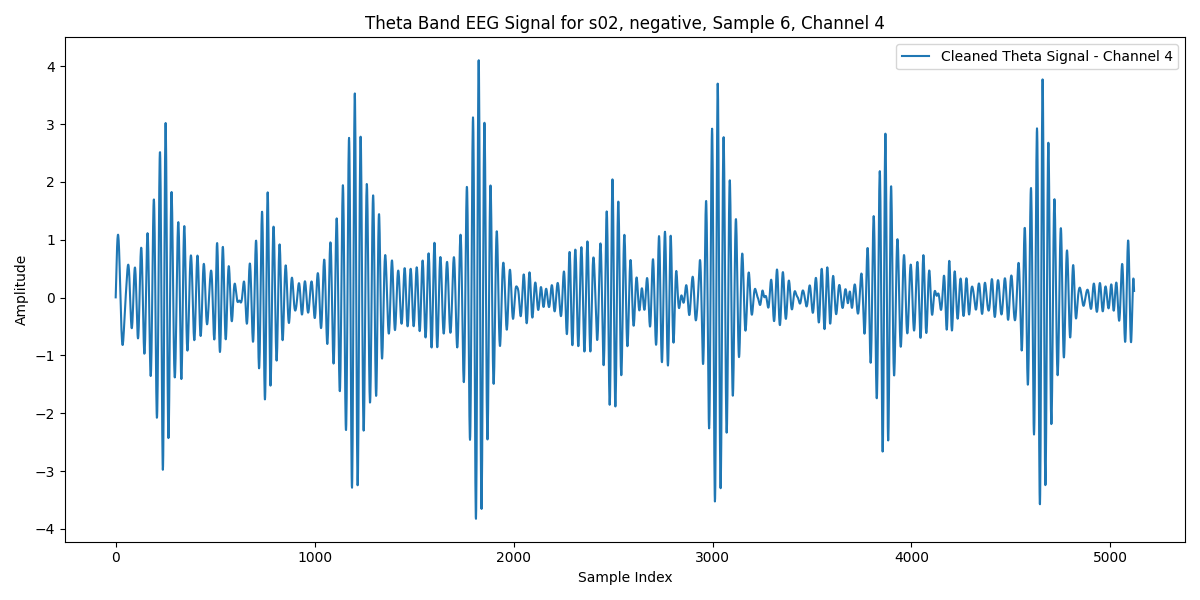 Theta Band EEG Signal for s02, negative, Sample 6, Channel 4
Cleaned Theta Signal - Channel 4
Amplitude
4
3
2
1
0
−1
−2
−3
−4
0 1000 2000 3000 4000 5000
Sample Index